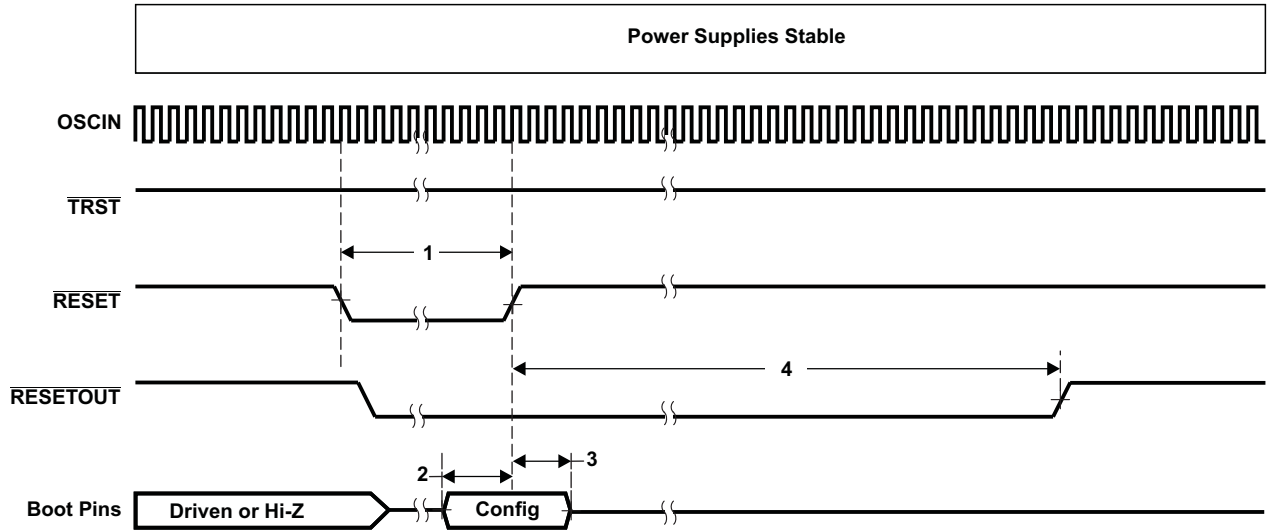 Power Supplies Stable
OSCIN
TRST
1
RESET
4
RESETOUT
2
3
Boot Pins
Driven or Hi-Z
Config